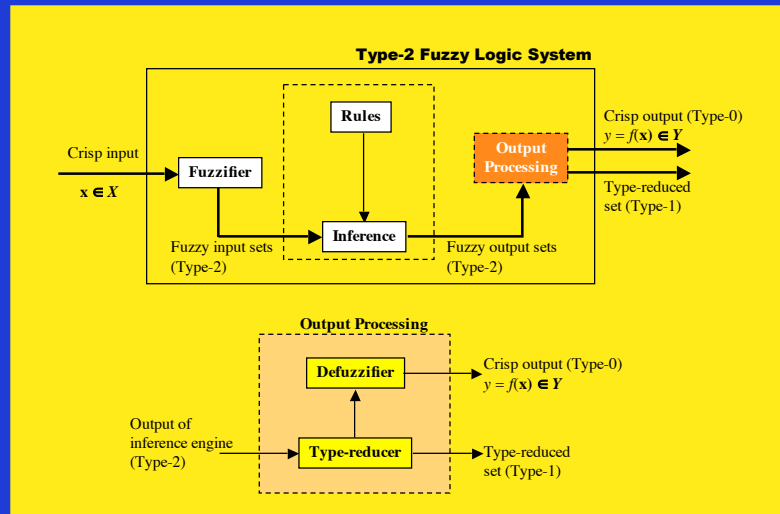 Type-2 Fuzzy Logic System
Rules
Crisp output (Type-0)
y = f(x) ∈ Y
Crisp input
Output
Processing
Fuzzifier
x ∈ X
Type-reduced
set (Type-1)
Inference
Fuzzy input sets
(Type-2)
Fuzzy output sets
(Type-2)
Output Processing
Defuzzifier
Crisp output (Type-0)
y = f(x) ∈ Y
Output of
inference engine
(Type-2)
Type-reducer
Type-reduced
set (Type-1)